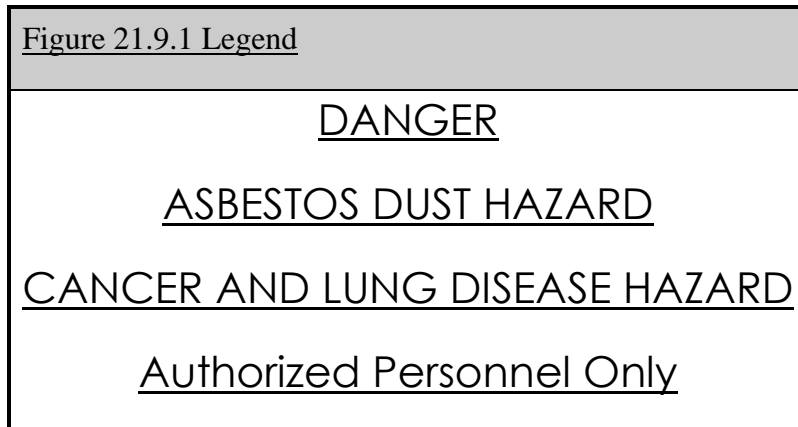 Figure 21.9.1 Legend
DANGER
ASBESTOS DUST HAZARD
CANCER AND LUNG DISEASE HAZARD
Authorized Personnel Only